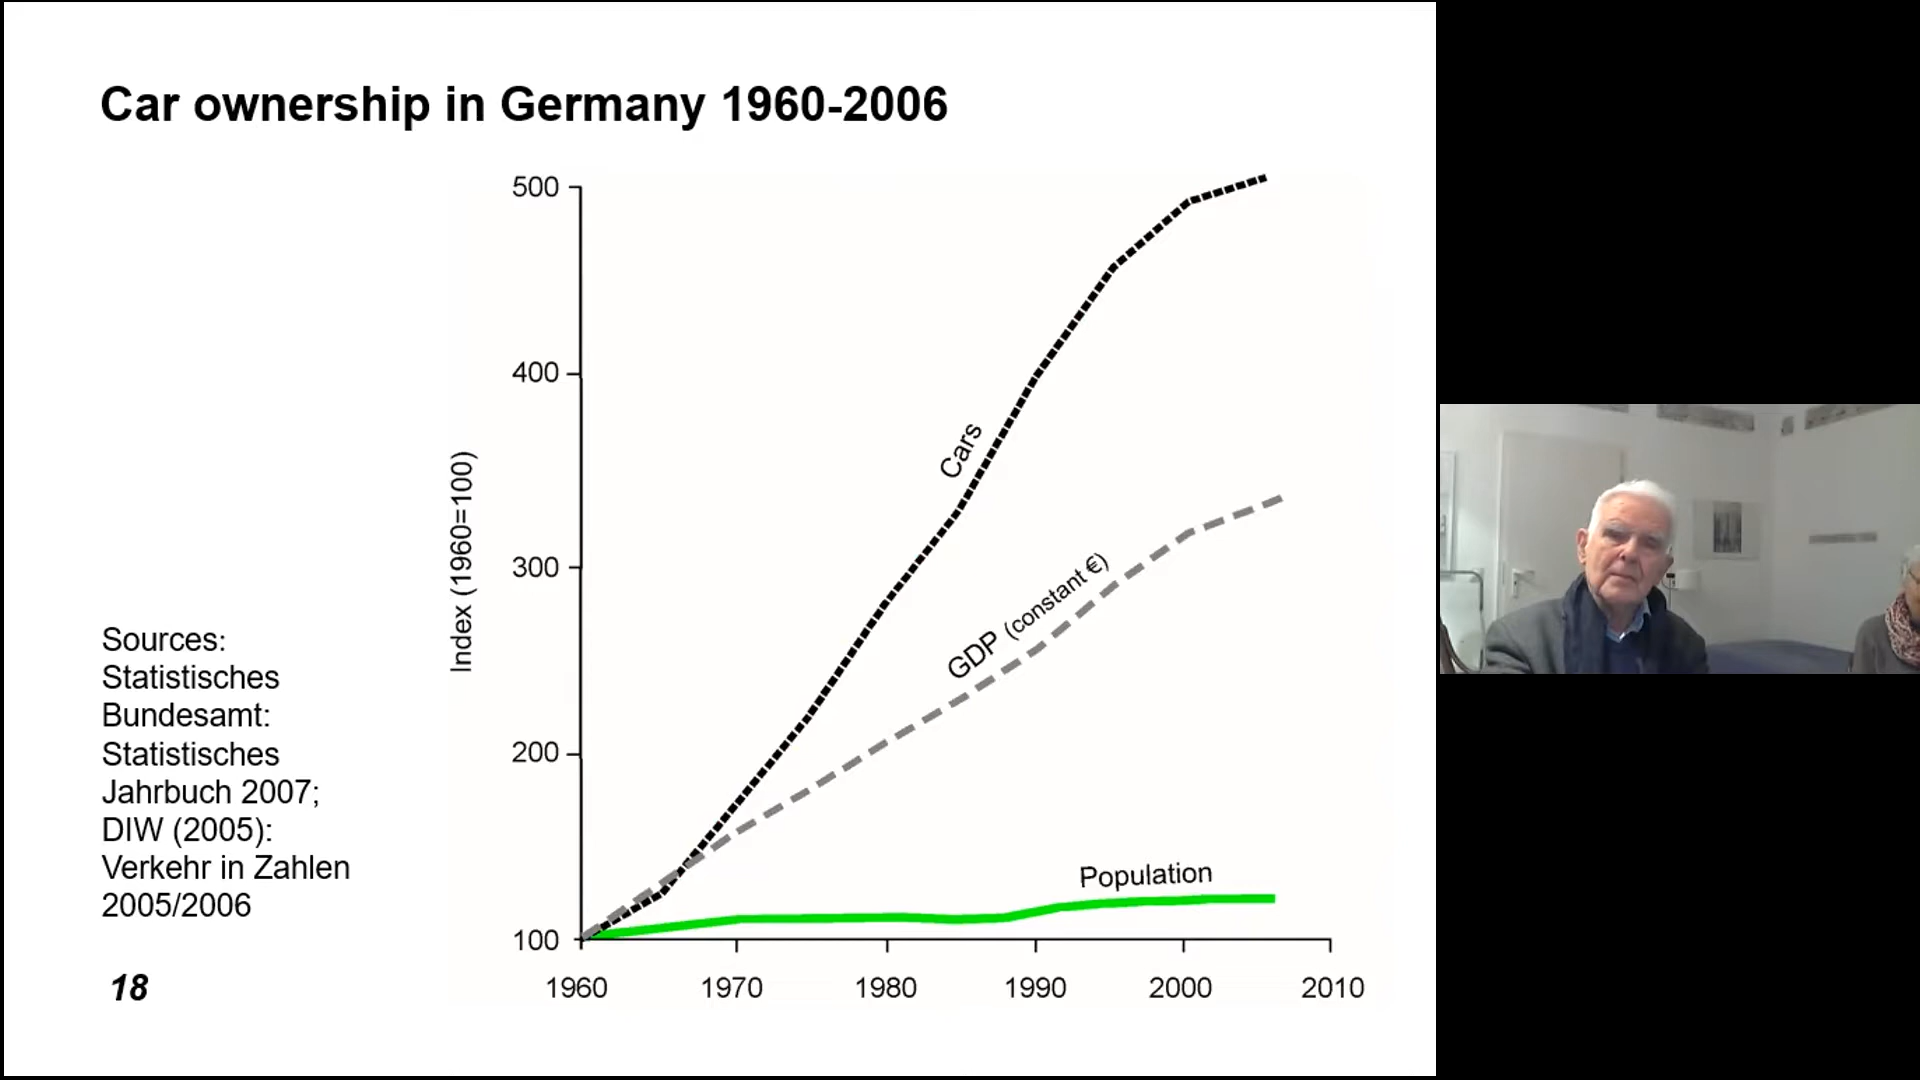 Car ownership in Germany 1960-2006
500
400
300
200
100
Index (1960=100)
Cars
GDP (constant €)
Population
1960
1970
1980
1990
2000
2010
Sources:
Statistisches
Bundesamt:
Statistisches
Jahrbuch 2007;
DIW (2005):
Verkehr in Zahlen
2005/2006
18